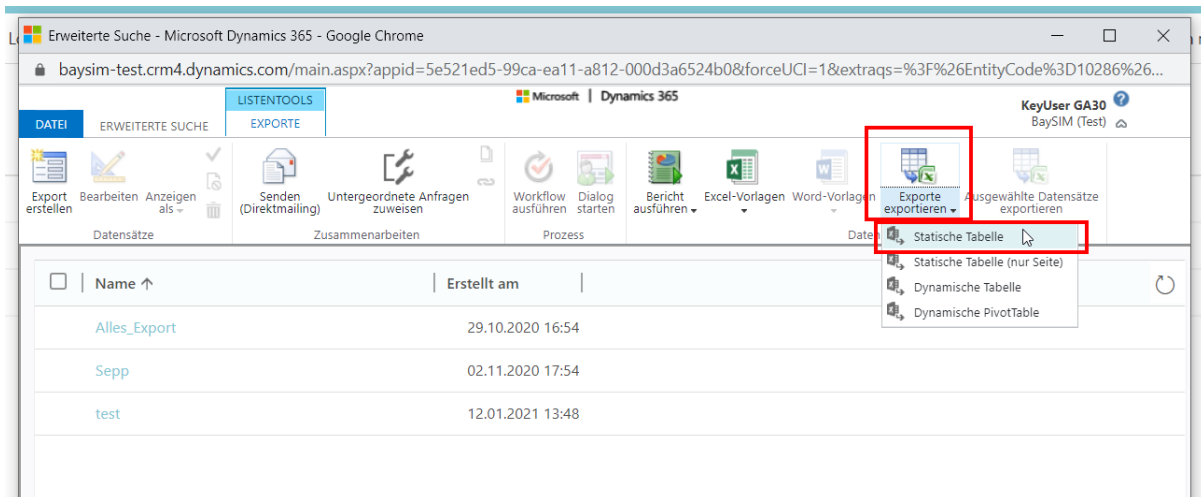 Erweiterte Suche - Microsoft Dynamics 365 - Google Chrome
baysim-test.crm4.dynamics.com/main.aspx?appid=5e521ed5-99ca-ea11-a812-000d3a6524b0&forceUCI=1&extraqs=%3F%26EntityCode%3D10286%26...
Microsoft | Dynamics 365
KeyUser GA30
BaySIM (Test)
LISTENTOOLS
DATEI ERWEITERTE SUCHE EXPORTE
Export erstellen
Bearbeiten
Anzeigen als
Datensätze
Senden (Direktmailing)
Untergeordnete Anfragen zuweisen
Zusammenarbeiten
Workflow ausführen
Dialog starten
Prozess
Bericht ausführen
Excel-Vorlagen
Word-Vorlagen
Exporte exportieren
Ausgewählte Datensätze exportieren
Daten
Statische Tabelle
Statische Tabelle (nur Seite)
Dynamische Tabelle
Dynamische PivotTable
Name ↑ Erstellt am
Alles_Export 29.10.2020 16:54
Sepp 02.11.2020 17:54
test 12.01.2021 13:48